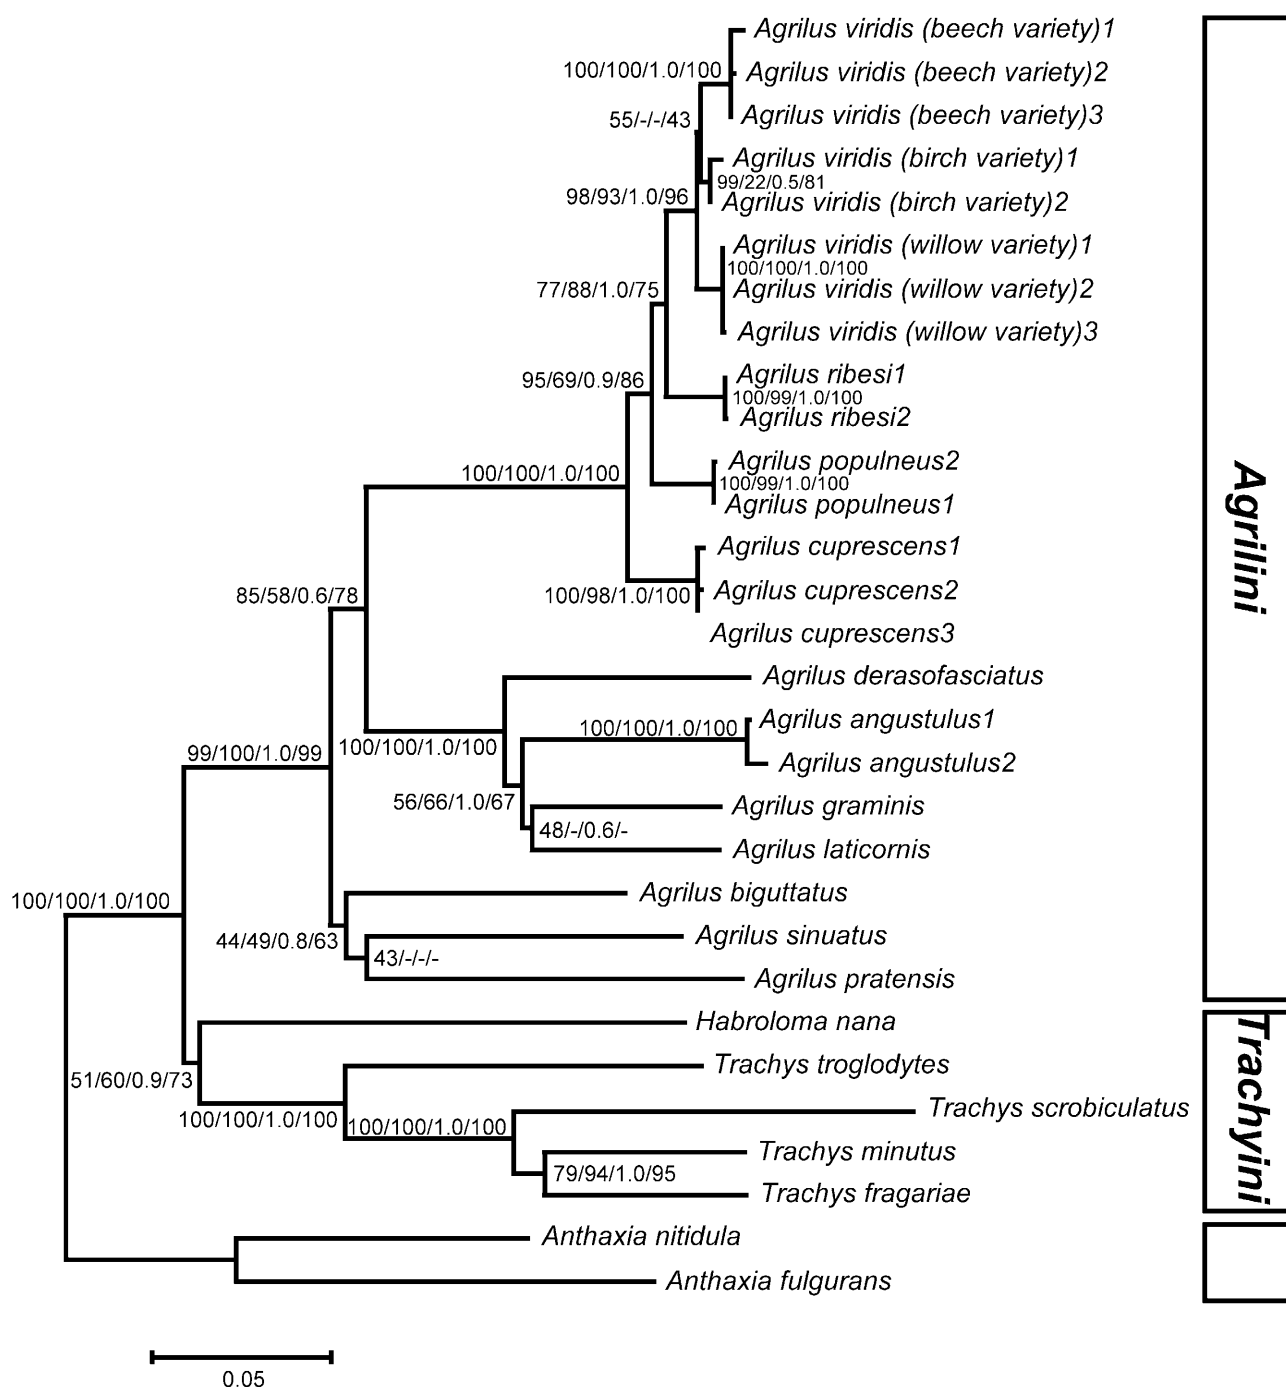 Agrilus viridis (beech variety)1
100/100/1.0/100
Agrilus viridis (beech variety)2
Agrilus viridis (beech variety)3
55/-/-/43
Agrilus viridis (birch variety)1
99/22/0.5/81
98/93/1.0/96
Agrilus viridis (birch variety)2
Agrilus viridis (willow variety)1
100/100/1.0/100
77/88/1.0/75
Agrilus viridis (willow variety)2
Agrilus viridis (willow variety)3
Agrilus ribesi1
95/69/0.9/86
100/99/1.0/100
Agrilus ribesi2
Agrilus populneus2
100/100/1.0/100
100/99/1.0/100
Agrilus populneus1
Agrilini
Agrilus cuprescens1
Agrilus cuprescens2
85/58/0.6/78
100/98/1.0/100
Agrilus cuprescens3
Agrilus derasofasciatus
Agrilus angustulus1
100/100/1.0/100
100/100/1.0/100
99/100/1.0/99
Agrilus angustulus2
56/66/1.0/67
Agrilus graminis
48/-/0.6/-
Agrilus laticornis
Agrilus biguttatus
100/100/1.0/100
Agrilus sinuatus
44/49/0.8/63
43/-/-/-
Agrilus pratensis
Habroloma nana
Trachys troglodytes
51/60/0.9/73
Trachyini
Trachys scrobiculatus
100/100/1.0/100
100/100/1.0/100
Trachys minutus
79/94/1.0/95
Trachys fragariae
Anthaxia nitidula
Anthaxia fulgurans
0.05